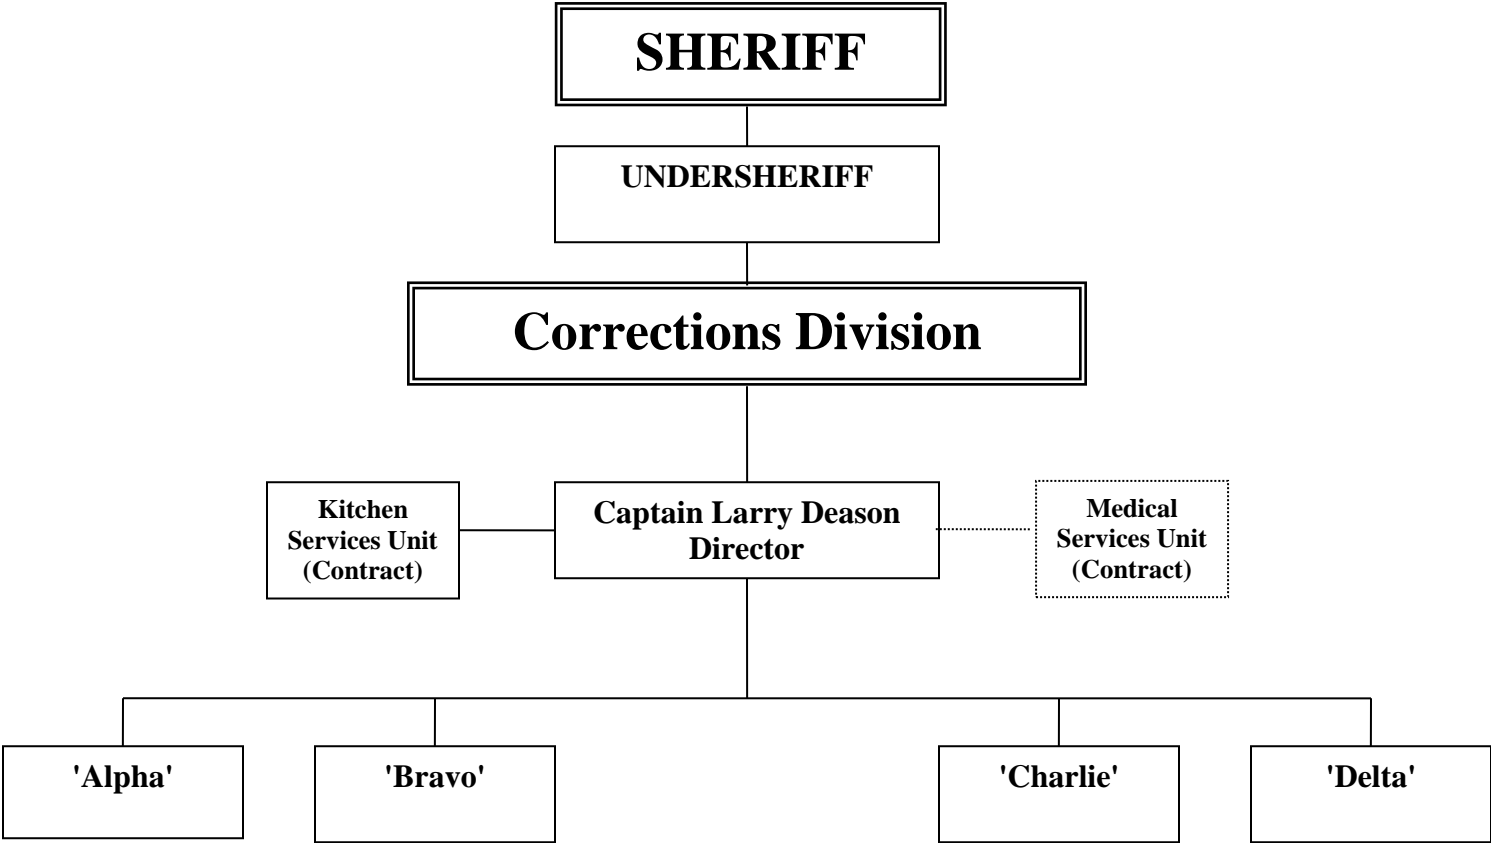 SHERIFF
UNDERSHERIFF
Corrections Division
Kitchen
Services Unit
(Contract)
Captain Larry Deason
Director
Medical
Services Unit
(Contract)
'Alpha'
'Bravo'
'Charlie'
'Delta'